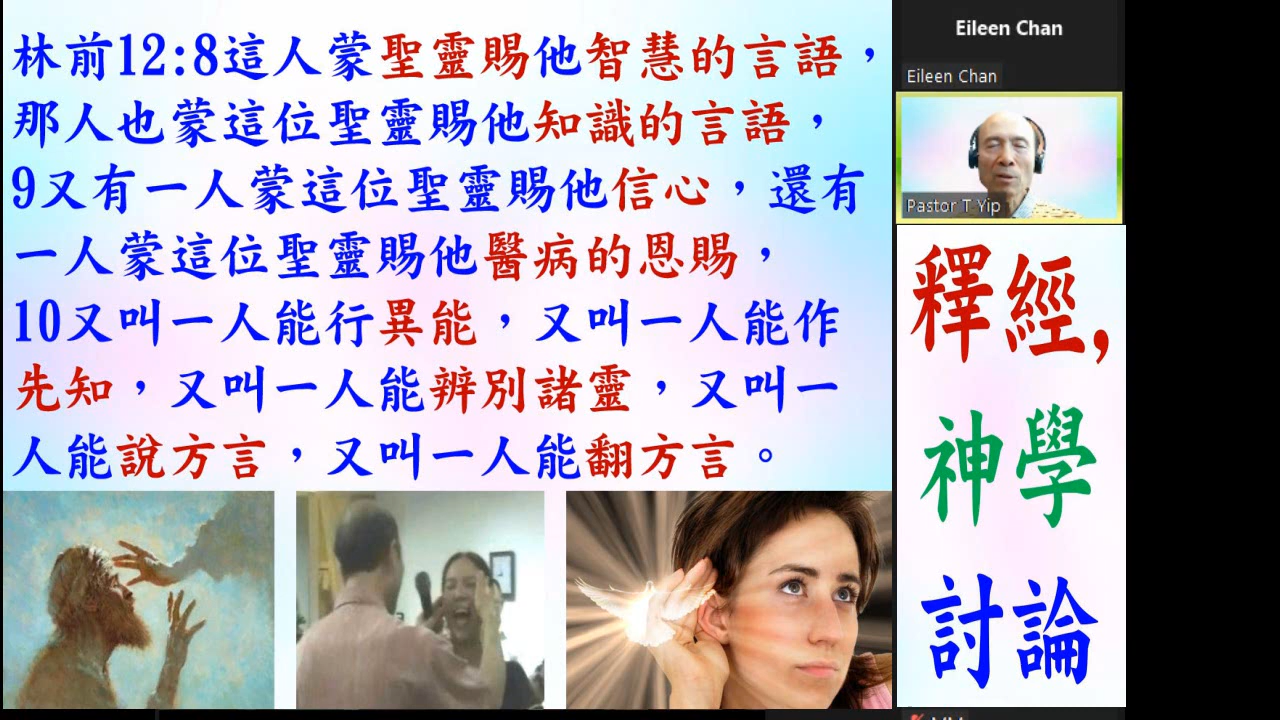 林前12:8這人蒙聖靈賜他智慧的言語，
那人也蒙這位聖靈賜他知識的言語，
9又有一人蒙這位聖靈賜他信心，還有
一人蒙這位聖靈賜他醫病的恩賜，
10又叫一人能行異能，又叫一人能作
先知，又叫一人能辨別諸靈，又叫一
人能說方言，又叫一人能翻方言。
Eileen Chan
Eileen Chan
Pastor T Yip
釋經,
神學
討論